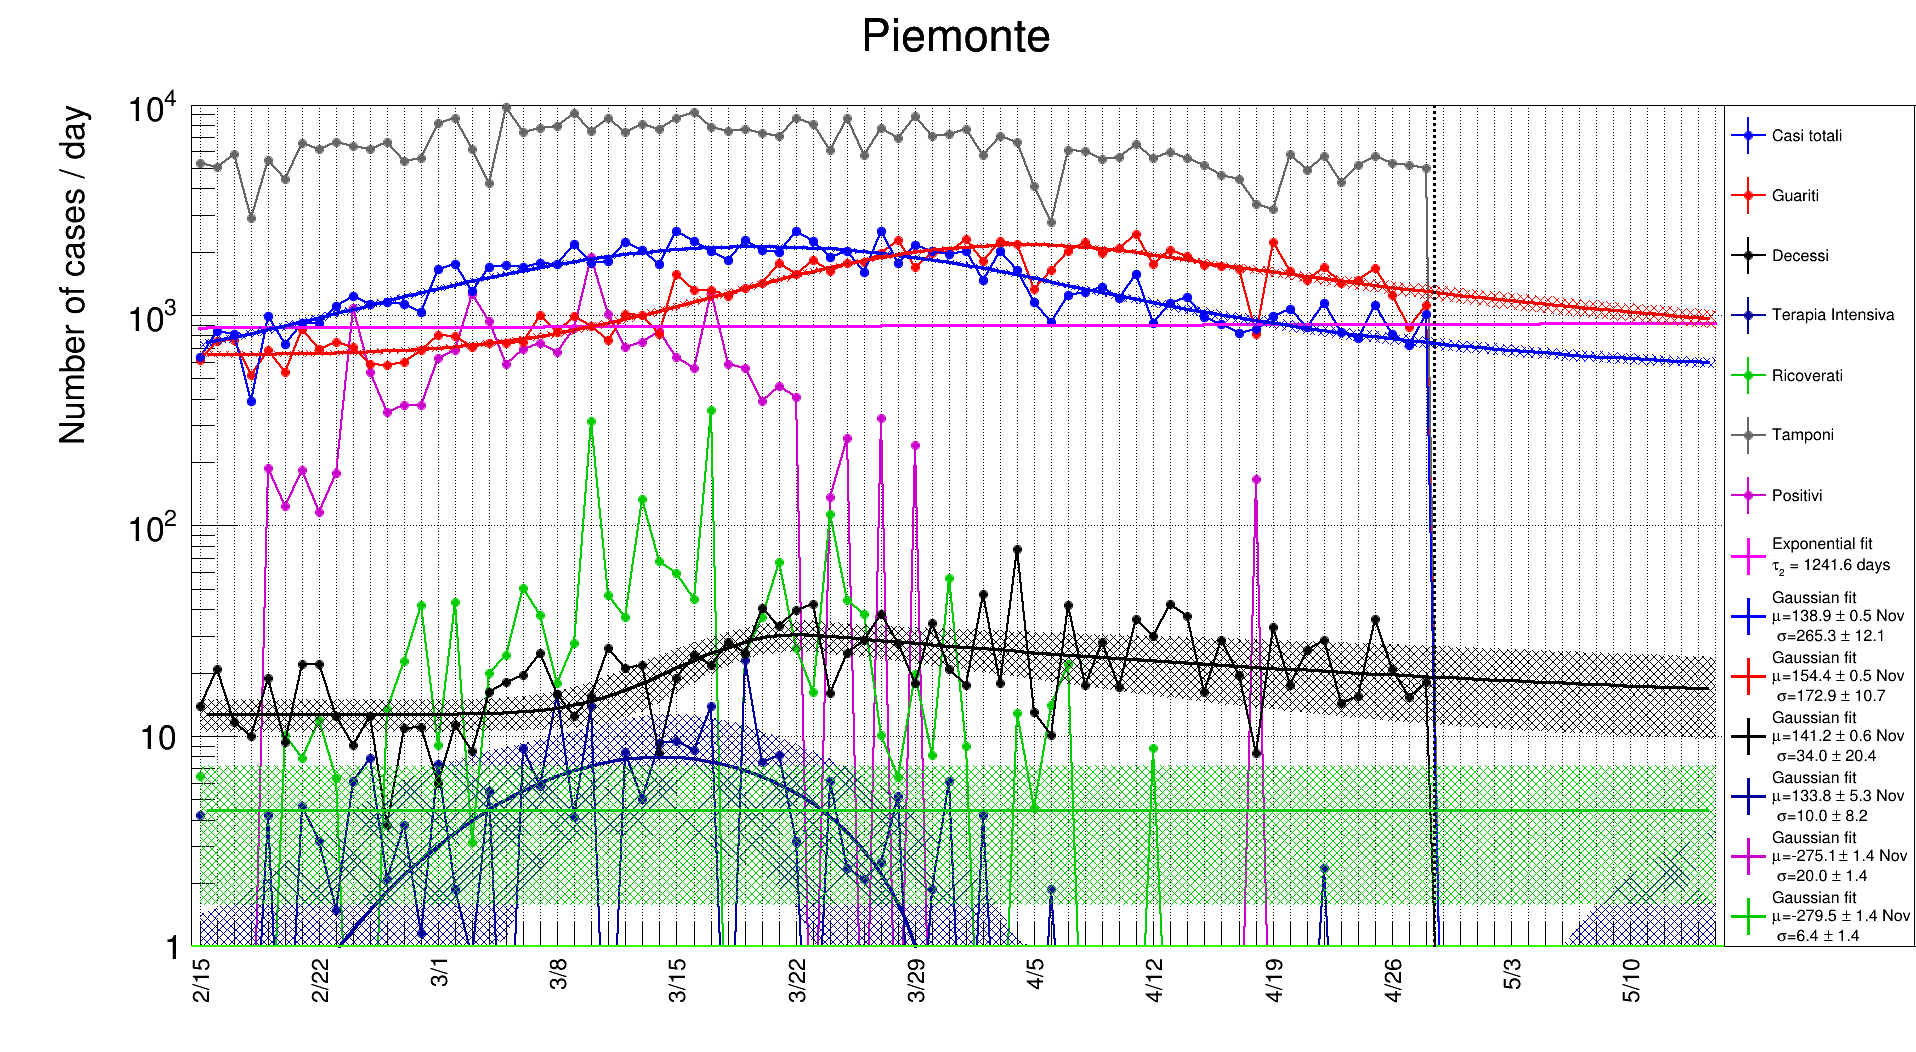 Piemonte
Number of cases / day
10^4
10^3
10^2
10
1
2/15
2/22
3/1
3/8
3/15
3/22
3/29
4/5
4/12
4/19
4/26
5/3
5/10
Casi totali
Guariti
Decessi
Terapia Intensiva
Ricoverati
Tamponi
Positivi
Exponential fit
τ₂ = 1241.6 days
Gaussian fit
μ=138.9 ± 0.5 Nov
σ=265.3 ± 12.1
Gaussian fit
μ=154.4 ± 0.5 Nov
σ=172.9 ± 10.7
Gaussian fit
μ=141.2 ± 0.6 Nov
σ=34.0 ± 20.4
Gaussian fit
μ=133.8 ± 5.3 Nov
σ=10.0 ± 8.2
Gaussian fit
μ=-275.1 ± 1.4 Nov
σ=20.0 ± 1.4
Gaussian fit
μ=-279.5 ± 1.4 Nov
σ=6.4 ± 1.4